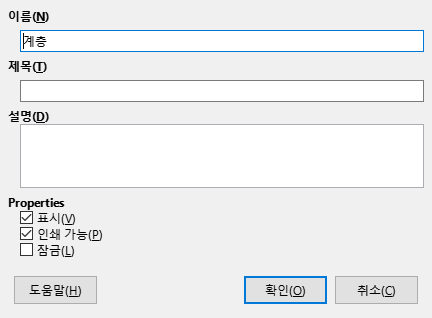 이름(N)
계층
제목(T)
설명(D)
Properties
표시(V)
인쇄 가능(P)
잠금(L)
도움말(H) 확인(O) 취소(C)